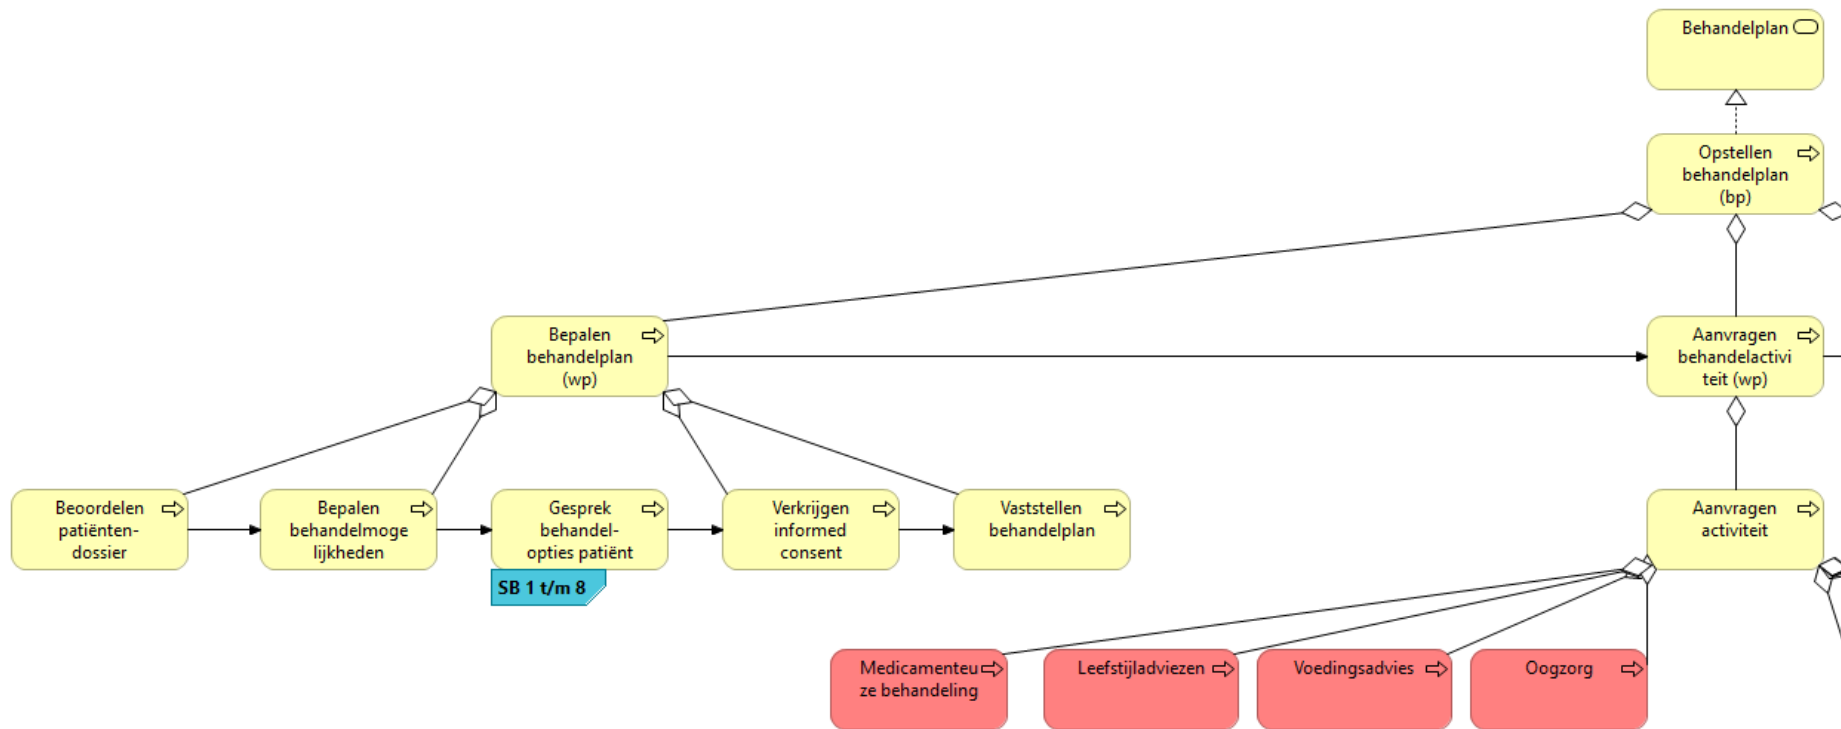 Behandelplan
Opstellen
behandelplan
(bp)
Bepalen
behandelplan
(wp)
Aanvragen
behandelactivi
teit (wp)
Beoordelen
patiënten-
dossier
Bepalen
behandelmoge
lijkheden
Gesprek
behandel-
opties patiënt
Verkrijgen
informed
consent
Vaststellen
behandelplan
Aanvragen
activiteit
SB 1 t/m 8
Medicamenteu
ze behandeling
Leefstijladviezen
Voedingsadvies
Oogzorg